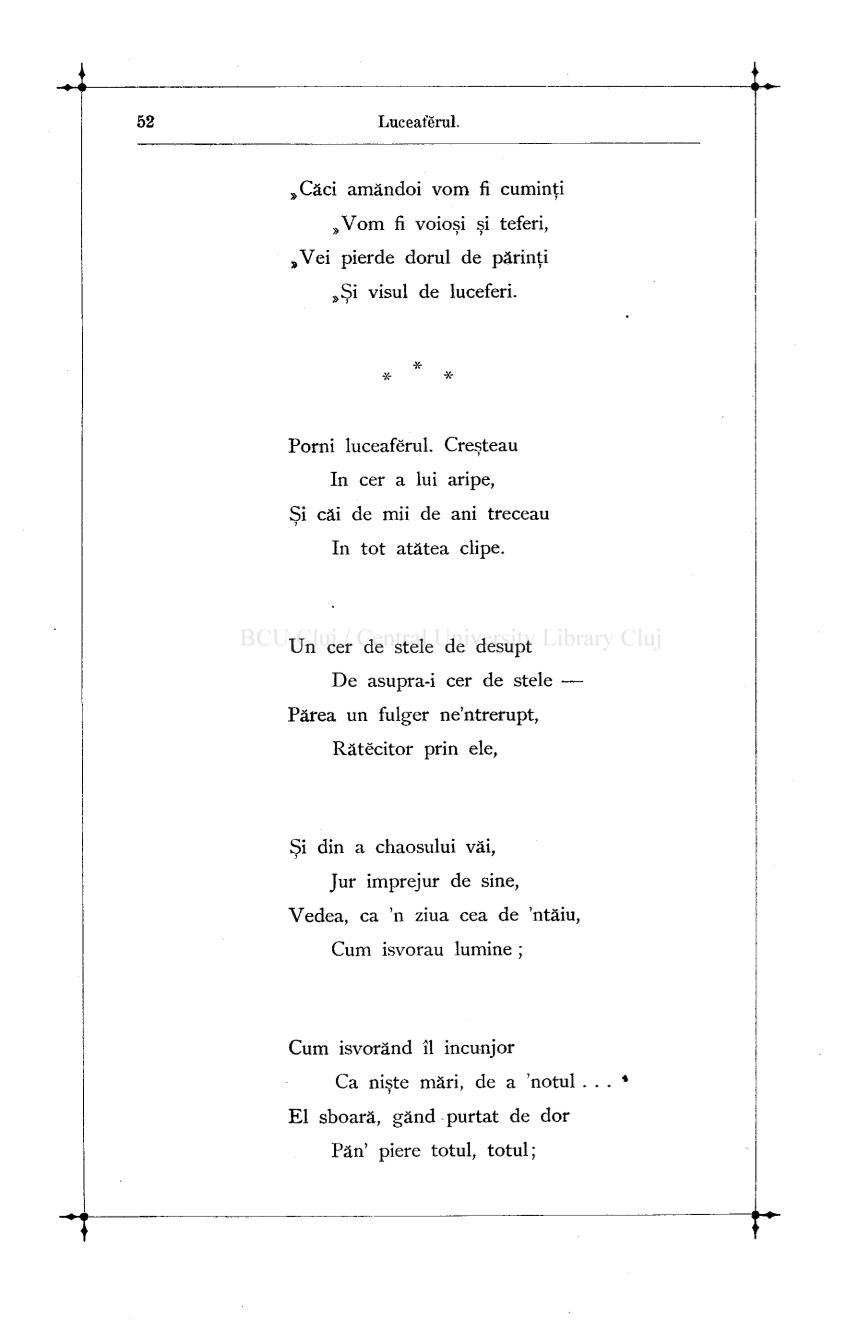 52 Luceafĕrul.
„Căci amăndoi vom fi cuminți
„Vom fi voioși și teferi,
„Vei pierde dorul de părinți
„Și visul de luceferi.
* * *
Porni luceafĕrul. Creșteau
In cer a lui aripe,
Și căi de mii de ani treceau
In tot atătea clipe.
BCU Cluj / Central University Library Cluj
Un cer de stele de desupt
De asupra-i cer de stele —
Părea un fulger ne'ntrerupt,
Rătĕcitor prin ele,
Și din a chaosului văi,
Jur imprejur de sine,
Vedea, ca 'n ziua cea de 'ntăiu,
Cum isvorau lumine ;
Cum isvorănd îl incunjor
Ca niște mări, de a 'notul . . .
El sboară, gănd purtat de dor
Păn' piere totul, totul;